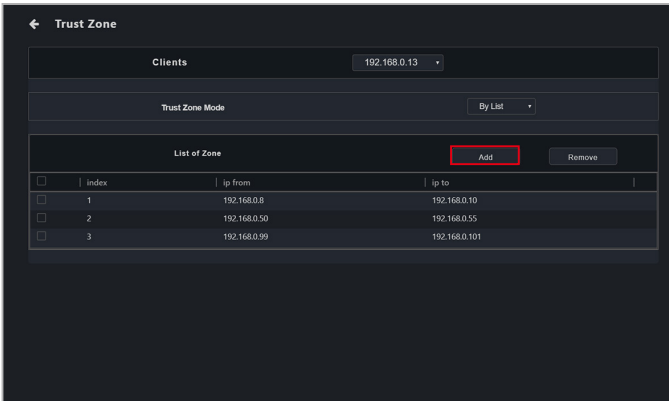 Trust Zone
Clients 192.168.0.13
Trust Zone Mode By List
List of Zone Add Remove
index ip from ip to
1 192.168.0.8 192.168.0.10
2 192.168.0.50 192.168.0.55
3 192.168.0.99 192.168.0.101